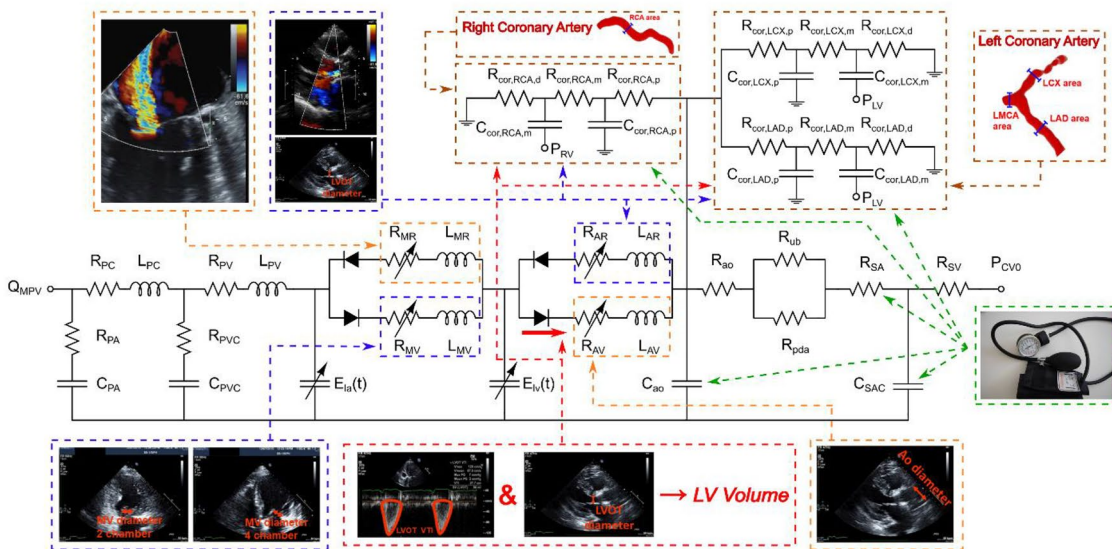 Right Coronary Artery
RCA area
Left Coronary Artery
LCX area
LMCA area
LAD area
R_cor,RCA,d R_cor,RCA,m R_cor,RCA,p
C_cor,RCA,m
C_cor,RCA,p
P_RV
R_cor,LCX,p R_cor,LCX,m R_cor,LCX,d
C_cor,LCX,p
C_cor,LCX,m
P_LV
R_cor,LAD,p R_cor,LAD,m R_cor,LAD,d
C_cor,LAD,p
C_cor,LAD,m
P_LV
LVOT
diameter
cm/s
R_MR L_MR
R_AR L_AR
R_ub
Q_MPV
R_PC L_PC R_PV L_PV
R_ao
R_SA
R_SV
P_CV0
R_MV L_MV
R_AV L_AV
R_pda
R_PA
R_PVC
C_PA
C_PVC
E_la(t)
E_lv(t)
C_ao
C_SAC
MV diameter
2 chamber
MV diameter
4 chamber
LVOT VTI
&
LVOT
diameter
→ LV Volume
Ao diameter